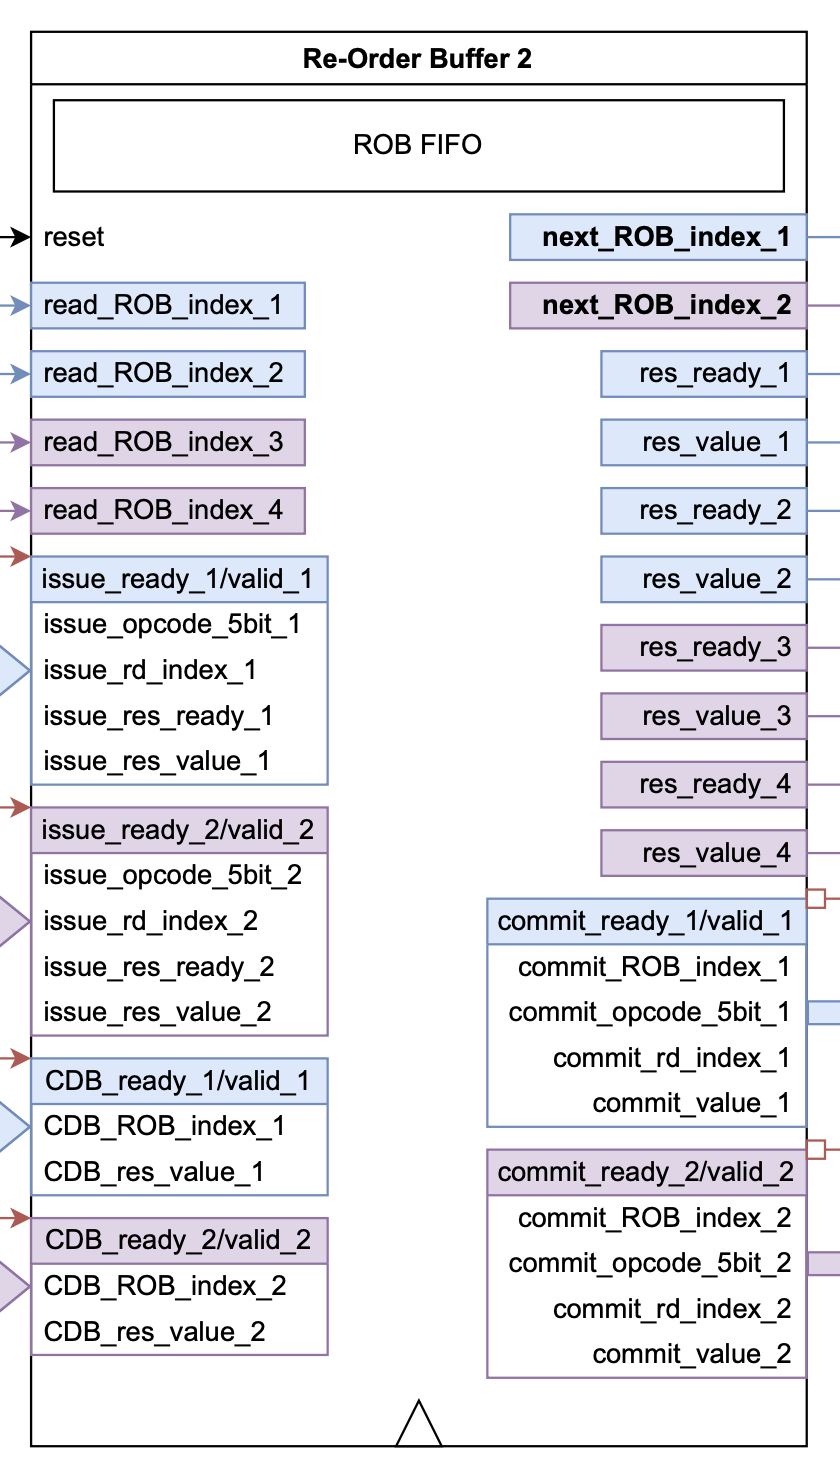 Re-Order Buffer 2
ROB FIFO
reset
read_ROB_index_1
read_ROB_index_2
read_ROB_index_3
read_ROB_index_4
issue_ready_1/valid_1
issue_opcode_5bit_1
issue_rd_index_1
issue_res_ready_1
issue_res_value_1
issue_ready_2/valid_2
issue_opcode_5bit_2
issue_rd_index_2
issue_res_ready_2
issue_res_value_2
CDB_ready_1/valid_1
CDB_ROB_index_1
CDB_res_value_1
CDB_ready_2/valid_2
CDB_ROB_index_2
CDB_res_value_2
next_ROB_index_1
next_ROB_index_2
res_ready_1
res_value_1
res_ready_2
res_value_2
res_ready_3
res_value_3
res_ready_4
res_value_4
commit_ready_1/valid_1
commit_ROB_index_1
commit_opcode_5bit_1
commit_rd_index_1
commit_value_1
commit_ready_2/valid_2
commit_ROB_index_2
commit_opcode_5bit_2
commit_rd_index_2
commit_value_2